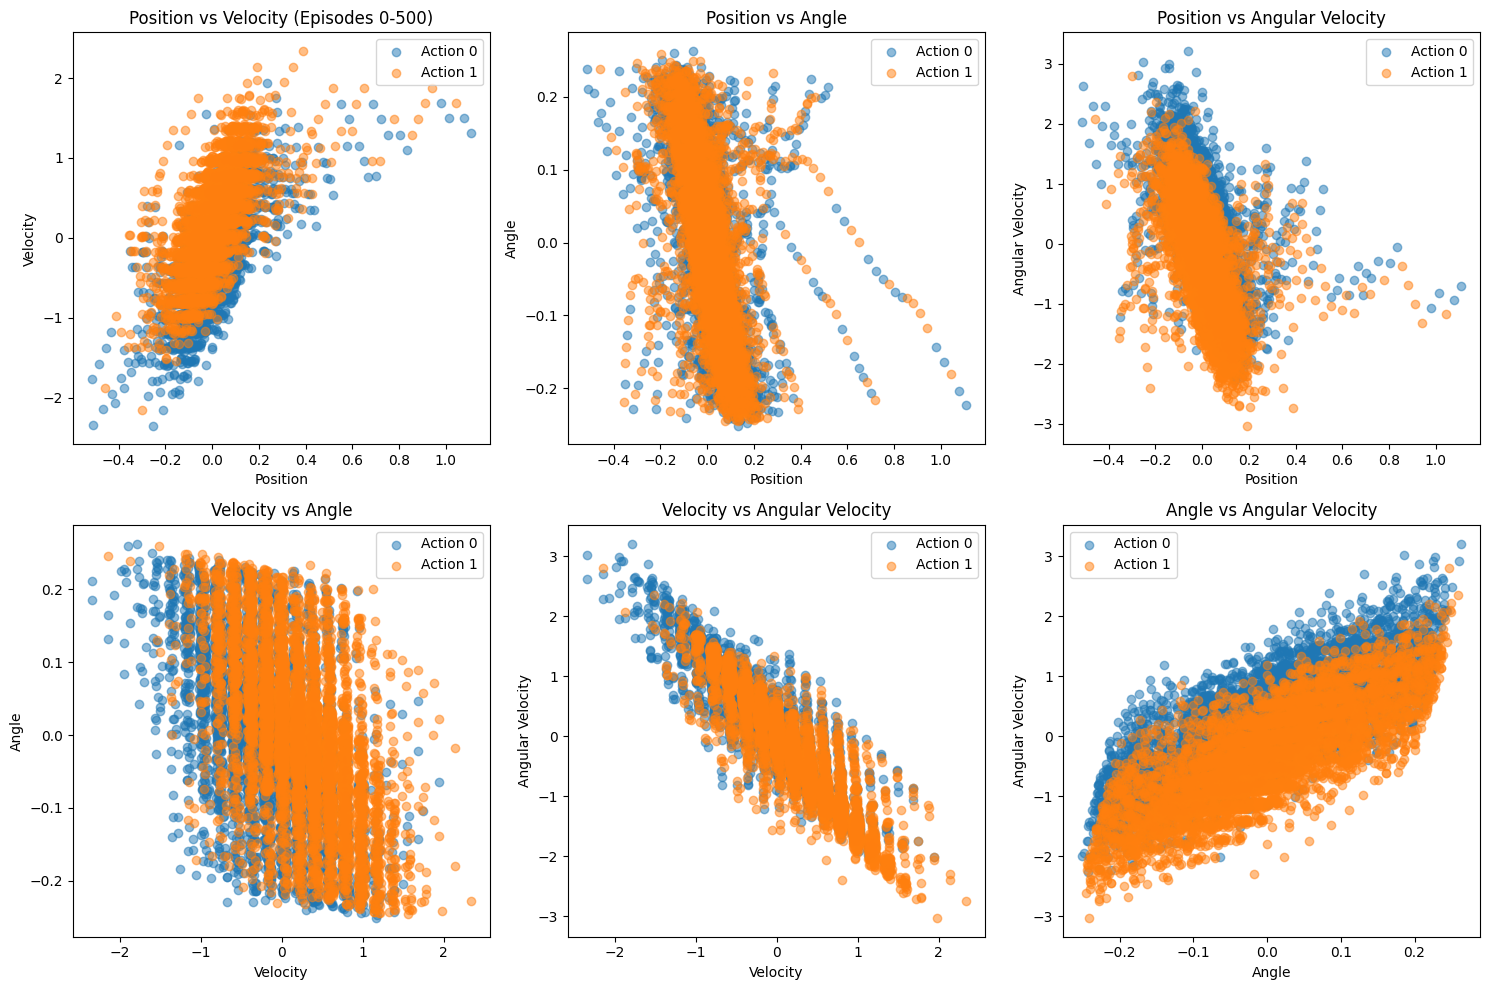 Position vs Velocity (Episodes 0-500)
Action 0
Action 1
2
1
0
−1
−2
Velocity
−0.4 −0.2 0.0 0.2 0.4 0.6 0.8 1.0
Position
Position vs Angle
Action 0
Action 1
0.2
0.1
0.0
−0.1
−0.2
Angle
−0.4 −0.2 0.0 0.2 0.4 0.6 0.8 1.0
Position
Position vs Angular Velocity
Action 0
Action 1
3
2
1
0
−1
−2
−3
Angular Velocity
−0.4 −0.2 0.0 0.2 0.4 0.6 0.8 1.0
Position
Velocity vs Angle
Action 0
Action 1
0.2
0.1
0.0
−0.1
−0.2
Angle
−2 −1 0 1 2
Velocity
Velocity vs Angular Velocity
Action 0
Action 1
3
2
1
0
−1
−2
−3
Angular Velocity
−2 −1 0 1 2
Velocity
Angle vs Angular Velocity
Action 0
Action 1
3
2
1
0
−1
−2
−3
Angular Velocity
−0.2 −0.1 0.0 0.1 0.2
Angle